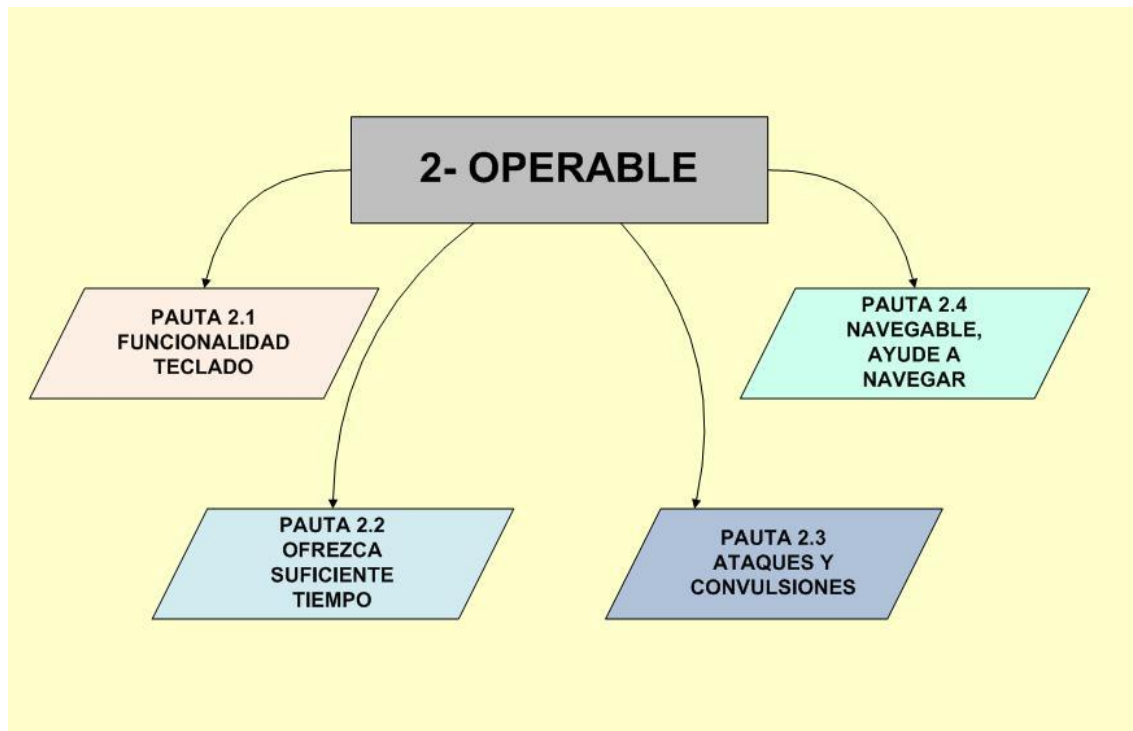 2- OPERABLE
PAUTA 2.1
FUNCIONALIDAD
TECLADO
PAUTA 2.4
NAVEGABLE,
AYUDE A
NAVEGAR
PAUTA 2.2
OFREZCA
SUFICIENTE
TIEMPO
PAUTA 2.3
ATAQUES Y
CONVULSIONES